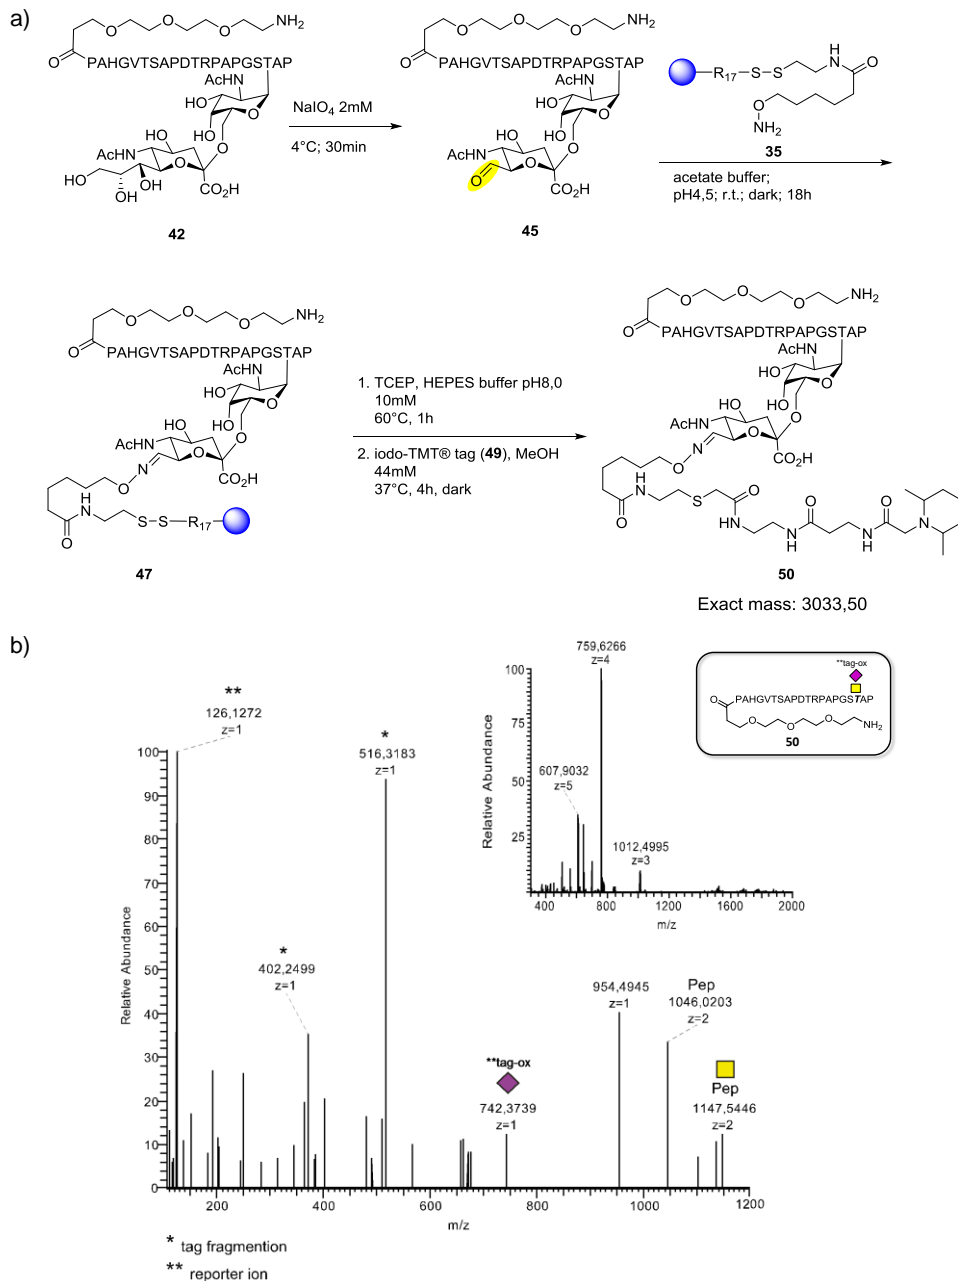 a)
O
O
O
NH2
O
PAHGVTSAPDTRPAPGSTAP
AcHN
HO
O
HO
O
HO
AcHN
O
HO
OH
OH
CO2H
42
NaIO4 2mM
4°C; 30min
O
O
O
NH2
O
PAHGVTSAPDTRPAPGSTAP
AcHN
HO
O
HO
O
HO
AcHN
O
O
CO2H
45
R17
S
S
H
N
O
O
NH2
35
acetate buffer;
pH4,5; r.t.; dark; 18h
O
O
O
NH2
O
PAHGVTSAPDTRPAPGSTAP
AcHN
HO
O
HO
O
HO
AcHN
O
N
O
CO2H
H
N
O
S
S
R17
47
1. TCEP, HEPES buffer pH8,0
10mM
60°C, 1h
2. iodo-TMT® tag (49), MeOH
44mM
37°C, 4h, dark
O
O
O
NH2
O
PAHGVTSAPDTRPAPGSTAP
AcHN
HO
O
HO
O
HO
AcHN
O
N
O
CO2H
H
N
O
S
O
N
H
H
N
O
N
H
O
N
50
Exact mass: 3033,50
b)
**
126,1272
z=1
*
516,3183
z=1
*
402,2499
z=1
**tag-ox
742,3739
z=1
954,4945
z=1
Pep
1046,0203
z=2
Pep
1147,5446
z=2
Relative Abundance
100
90
80
70
60
50
40
30
20
10
0
200
400
600
800
1000
1200
m/z
759,6266
z=4
607,9032
z=5
1012,4995
z=3
Relative Abundance
100
75
50
25
400
800
1200
1600
2000
m/z
**tag-ox
O
PAHGVTSAPDTRPAPGSTAP
O
O
O
NH2
50
* tag fragmention
** reporter ion